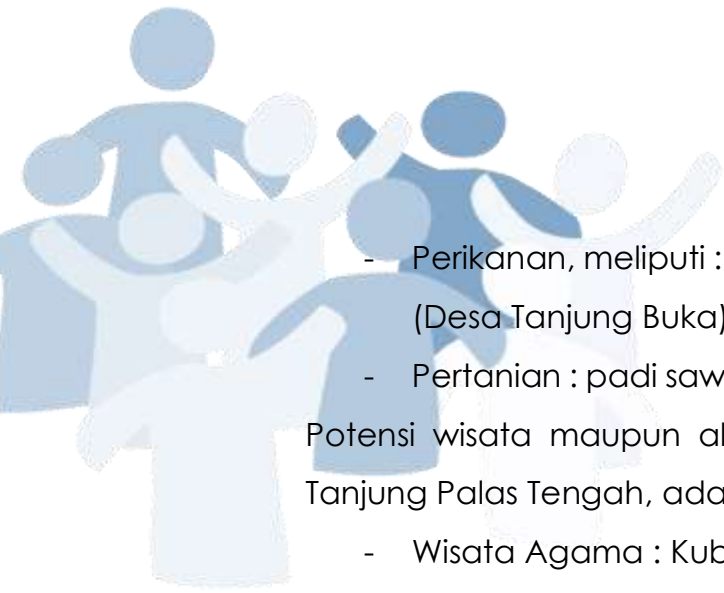 - Perikanan, meliputi :
(Desa Tanjung Buka)
- Pertanian : padi saw
Potensi wisata maupun al
Tanjung Palas Tengah, ada
- Wisata Agama : Kub